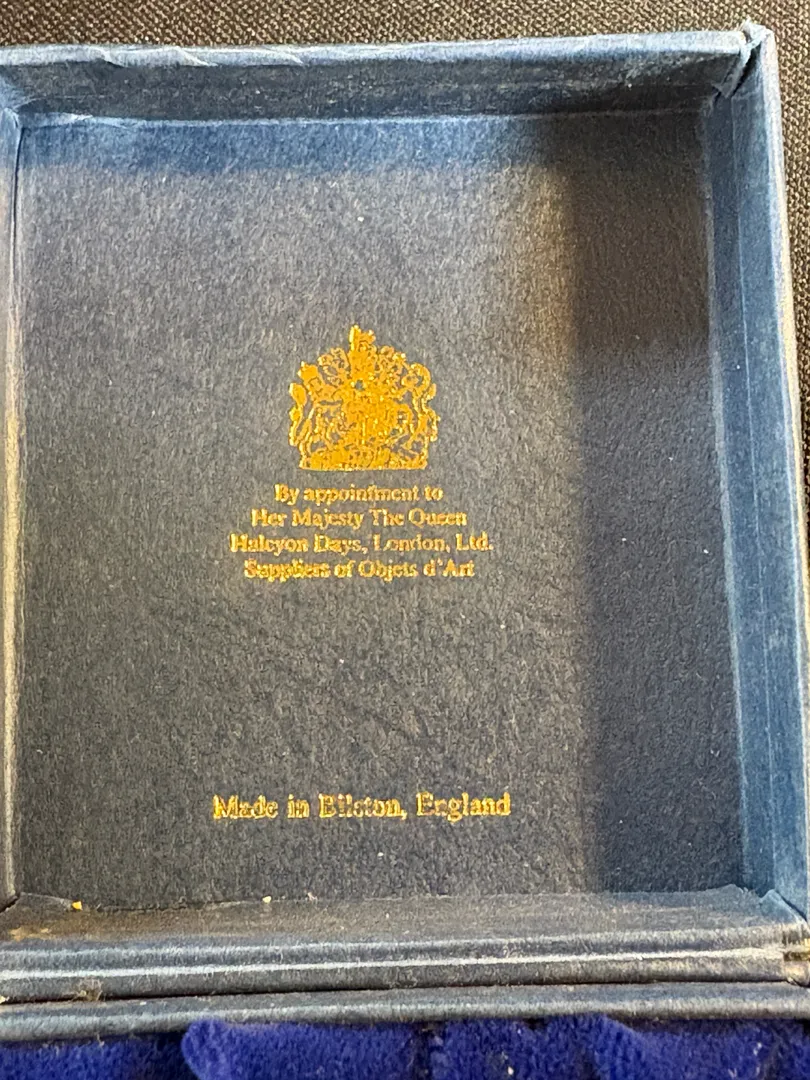 By appointment to
Her Majesty The Queen
Halcyon Days, London, Ltd.
Suppliers of Objets d'Art
Made in Bilston, England